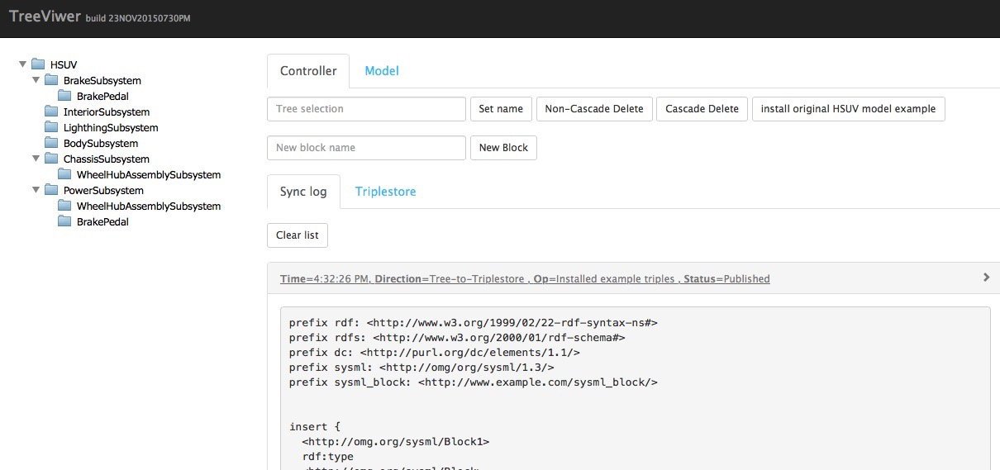 TreeViwer build 23NOV20150730PM
HSUV
BrakeSubsystem
BrakePedal
InteriorSubsystem
LighthingSubsystem
BodySubsystem
ChassisSubsystem
WheelHubAssemblySubsystem
PowerSubsystem
WheelHubAssemblySubsystem
BrakePedal
Controller Model
Tree selection Set name Non-Cascade Delete Cascade Delete install original HSUV model example
New block name New Block
Sync log Triplestore
Clear list
Time=4:32:26 PM, Direction=Tree-to-Triplestore , Op=Installed example triples , Status=Published
prefix rdf: <http://www.w3.org/1999/02/22-rdf-syntax-ns#>
prefix rdfs: <http://www.w3.org/2000/01/rdf-schema#>
prefix dc: <http://purl.org/dc/elements/1.1/>
prefix sysml: <http://omg/org/sysml/1.3/>
prefix sysml_block: <http://www.example.com/sysml_block/>
insert {
<http://omg.org/sysml/Block1>
rdf:type
<http://omg.org/sysml/Block>